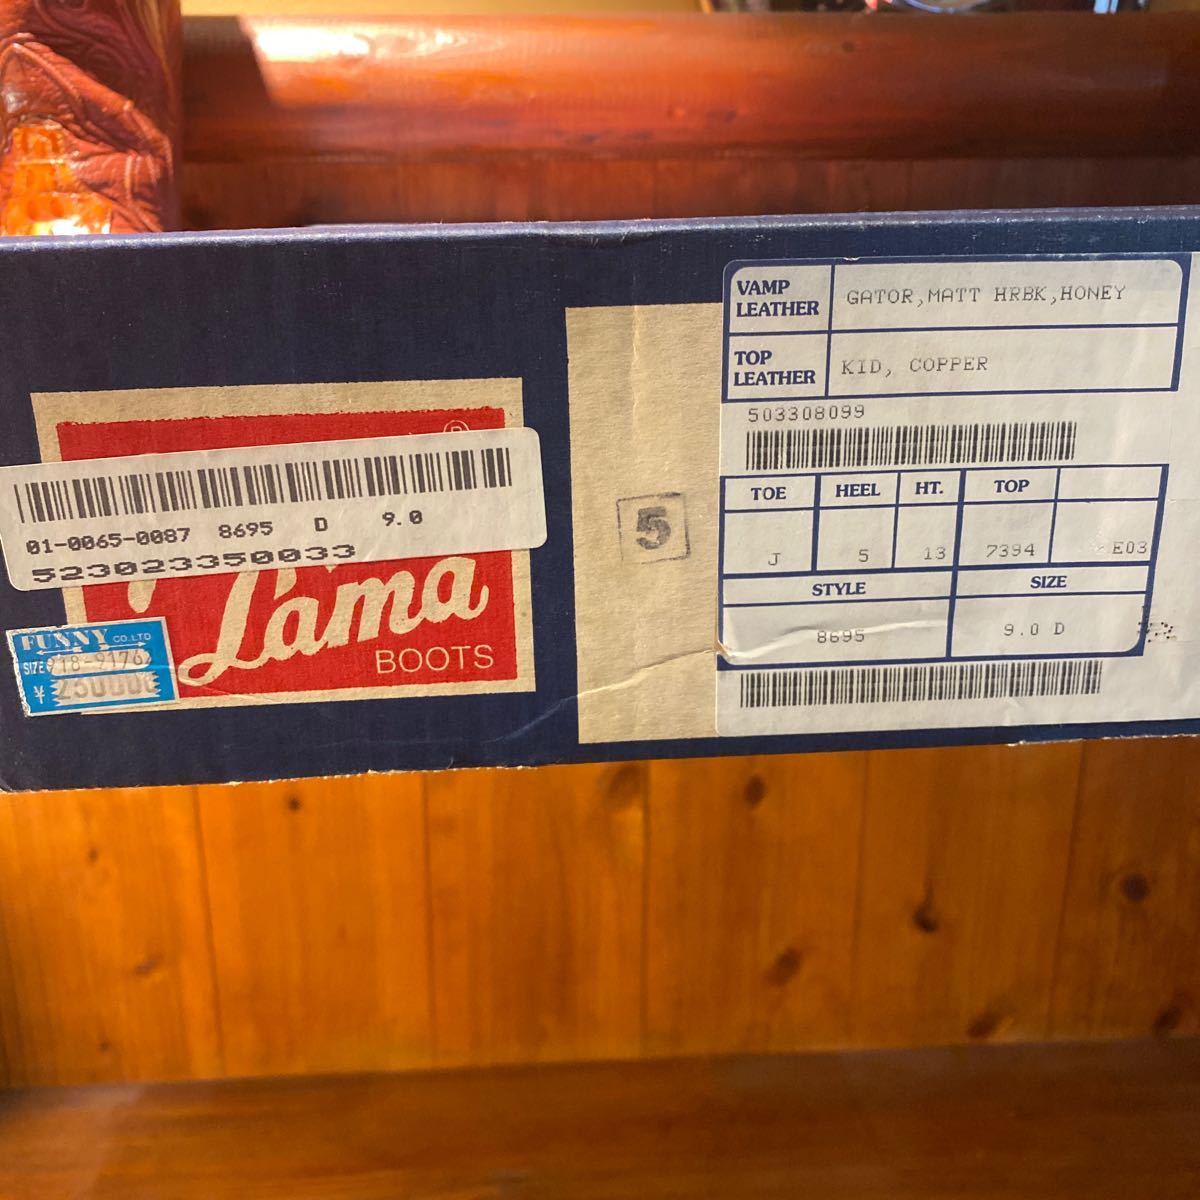 VAMP LEATHER GATOR,MATT HRBK,HONEY
TOP LEATHER KID, COPPER
503308099
TOE HEEL HT. TOP
J 5 13 7394 E03
STYLE SIZE
8695 9.0 D
5
®
01-0065-0087 8695 D 9.0
523023350033
Lama
BOOTS
FUNNY CO.LTD
SIZE 918-9176
¥